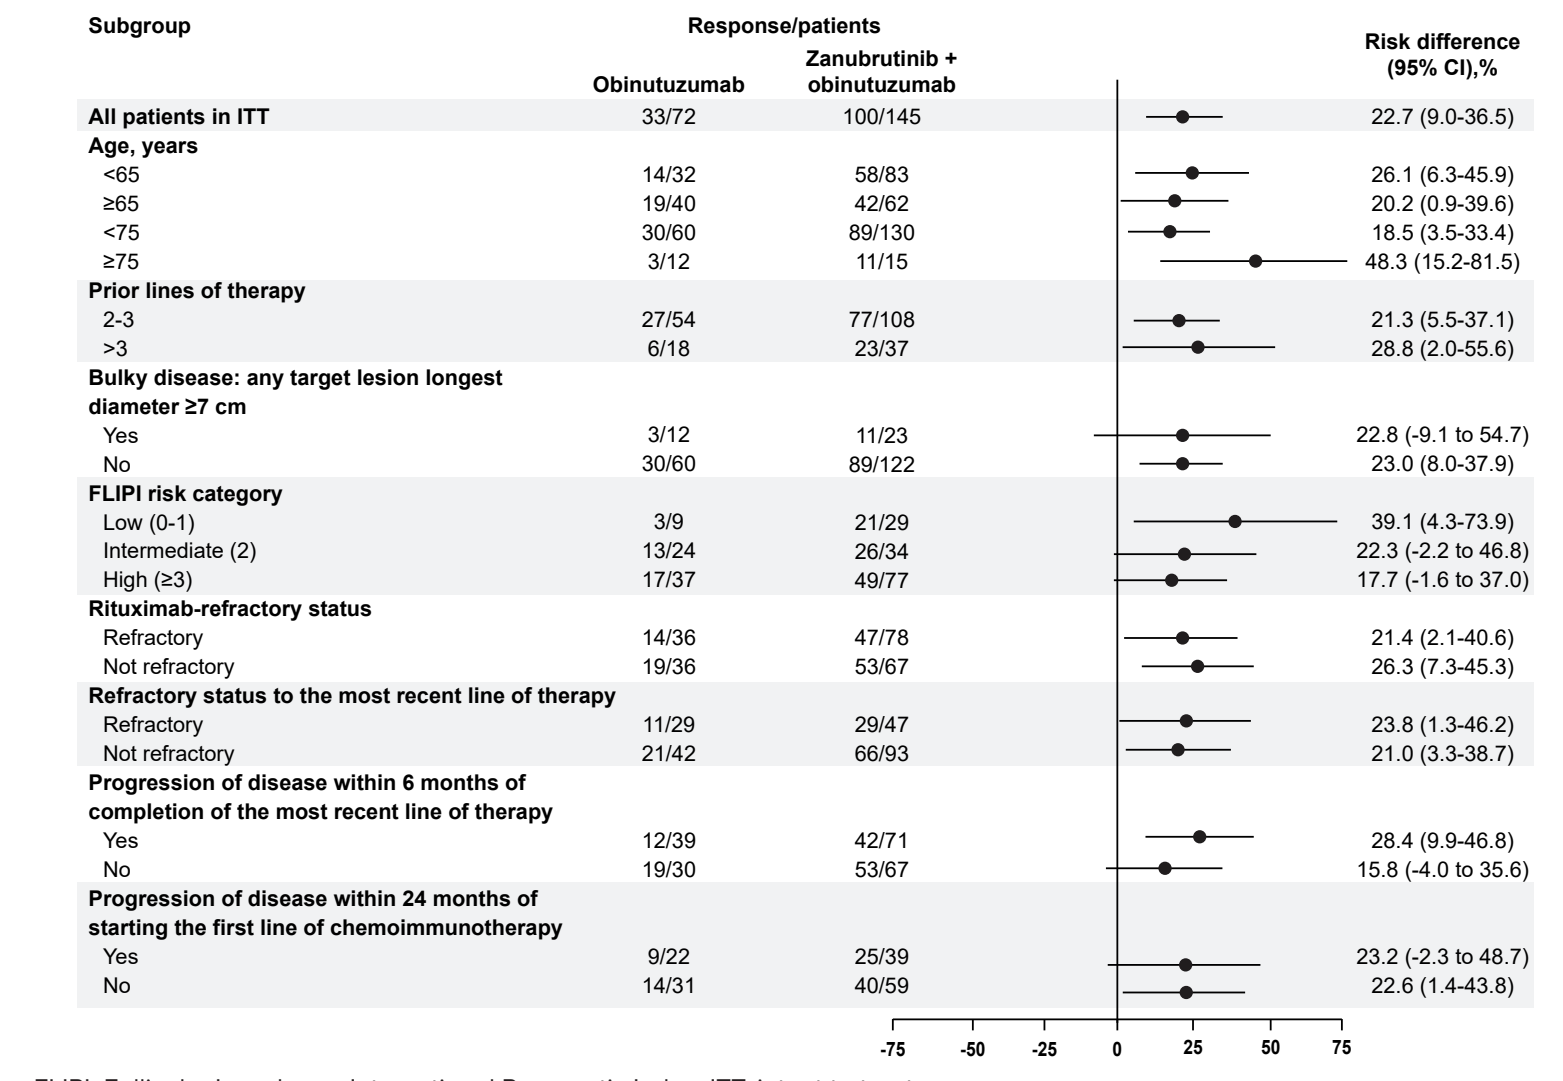 Subgroup Response/patients Risk difference
(95% CI),%
Obinutuzumab Zanubrutinib +
obinutuzumab
All patients in ITT 33/72 100/145 22.7 (9.0-36.5)
Age, years
<65 14/32 58/83 26.1 (6.3-45.9)
≥65 19/40 42/62 20.2 (0.9-39.6)
<75 30/60 89/130 18.5 (3.5-33.4)
≥75 3/12 11/15 48.3 (15.2-81.5)
Prior lines of therapy
2-3 27/54 77/108 21.3 (5.5-37.1)
>3 6/18 23/37 28.8 (2.0-55.6)
Bulky disease: any target lesion longest
diameter ≥7 cm
Yes 3/12 11/23 22.8 (-9.1 to 54.7)
No 30/60 89/122 23.0 (8.0-37.9)
FLIPI risk category
Low (0-1) 3/9 21/29 39.1 (4.3-73.9)
Intermediate (2) 13/24 26/34 22.3 (-2.2 to 46.8)
High (≥3) 17/37 49/77 17.7 (-1.6 to 37.0)
Rituximab-refractory status
Refractory 14/36 47/78 21.4 (2.1-40.6)
Not refractory 19/36 53/67 26.3 (7.3-45.3)
Refractory status to the most recent line of therapy
Refractory 11/29 29/47 23.8 (1.3-46.2)
Not refractory 21/42 66/93 21.0 (3.3-38.7)
Progression of disease within 6 months of
completion of the most recent line of therapy
Yes 12/39 42/71 28.4 (9.9-46.8)
No 19/30 53/67 15.8 (-4.0 to 35.6)
Progression of disease within 24 months of
starting the first line of chemoimmunotherapy
Yes 9/22 25/39 23.2 (-2.3 to 48.7)
No 14/31 40/59 22.6 (1.4-43.8)
-75 -50 -25 0 25 50 75